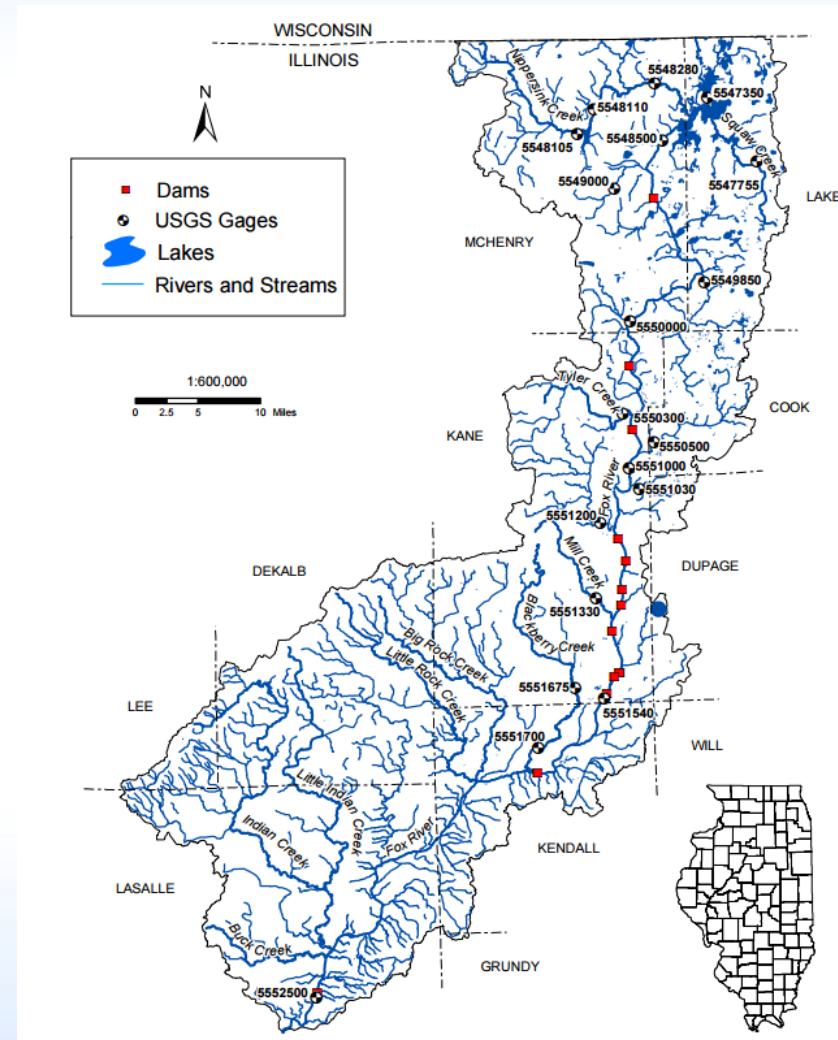 WISCONSIN
ILLINOIS
N
Dams
USGS Gages
Lakes
Rivers and Streams
1:600,000
0 2.5 5 10 Miles
Nippersink Creek
5548280
5547350
5548110
Squaw Creek
5548105
5548500
5549000
5547755
LAKE
MCHENRY
5549850
5550000
Tyler Creek
COOK
KANE
5550300
5550500
5551000
Fox River
5551030
5551200
DEKALB
Mill Creek
DUPAGE
5551330
Blackberry Creek
Big Rock Creek
Little Rock Creek
5551675
LEE
5551540
5551700
WILL
Little Indian Creek
Indian Creek
Fox River
KENDALL
LASALLE
Buck Creek
GRUNDY
5552500